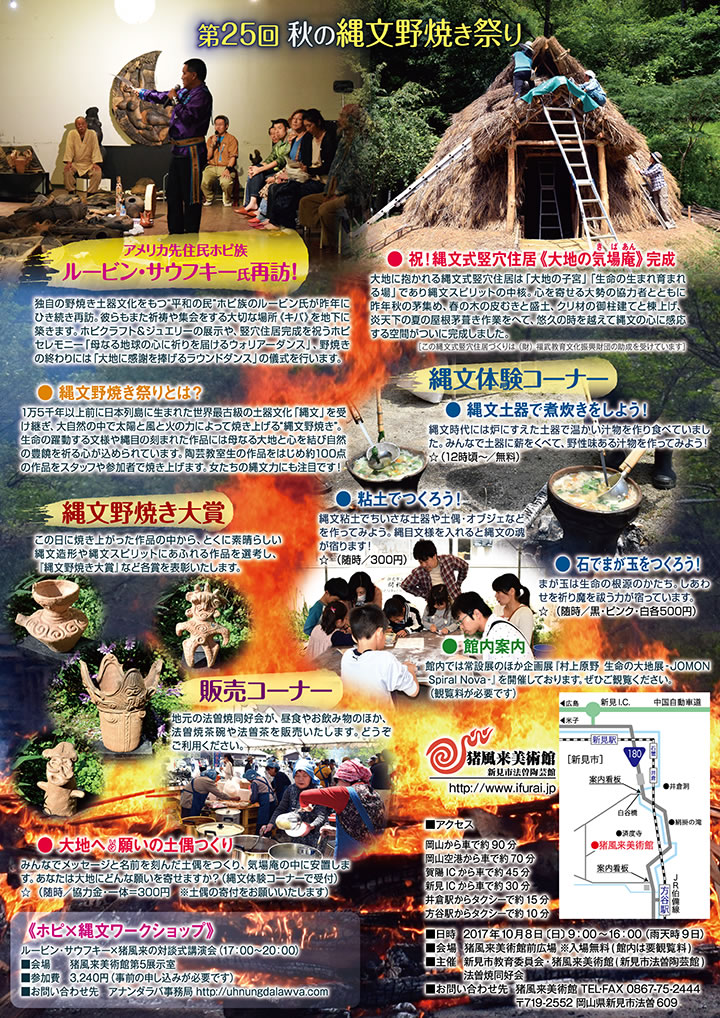 第25回 秋の縄文野焼き祭り
アメリカ先住民ホピ族
ルービン・サウフキー氏再訪！
独自の野焼き土器文化をもつ“平和の民”ホピ族のルービン氏が昨年に
ひき続き再訪。彼らもまた祈祷や集会をする大切な場所《キバ》を地下に
築きます。ホピクラフト&ジュエリーの展示や、竪穴住居完成を祝うホピ
セレモニー「母なる地球の心に祈りを届けるウォリアーダンス」、野焼き
の終わりには「大地に感謝を捧げるラウンドダンス」の儀式を行います。
● 祝！縄文式竪穴住居《大地の気場庵》完成
きばあん
大地に抱かれる縄文式竪穴住居は「大地の子宮」「生命の生まれ育まれ
る場」であり縄文スピリットの中核。心を寄せる大勢の協力者とともに
昨年秋の茅集め、春の木の皮むきと盛土、クリ材の御柱建てと棟上げ、
炎天下の夏の屋根茅葺き作業をへて、悠久の時を越えて縄文の心に感応
する空間がついに完成しました。
［この縄文式竪穴住居づくりは（財）福武教育文化振興財団の助成を受けています］
● 縄文野焼き祭りとは？
1万5千年以上前に日本列島に生まれた世界最古級の土器文化「縄文」を受
け継ぎ、大自然の中で太陽と風と火の力によって焼き上げる“縄文野焼き”。
生命の躍動する文様や縄目の刻まれた作品には母なる大地と心を結び自然
の豊饒を祈る心が込められています。陶芸教室生の作品をはじめ約100点
の作品をスタッフや参加者で焼き上げます。女たちの縄文力にも注目です！
縄文体験コーナー
● 縄文土器で煮炊きをしよう！
縄文時代には炉にすえた土器で温かい汁物を作り食べていまし
た。みんなで土器に薪をくべて、野性味ある汁物を作ってみよう！
☆（12時頃〜／無料）
● 粘土でつくろう！
縄文粘土でちいさな土器や土偶・オブジェなど
を作ってみよう。縄目文様を入れると縄文の魂
が宿ります！
☆（随時／300円）
● 石でまが玉をつくろう！
まが玉は生命の根源のかたち。しあわ
せを祈り魔を祓う力が宿っています。
☆（随時／黒・ピンク・白各500円）
縄文野焼き大賞
この日に焼き上がった作品の中から、とくに素晴らしい
縄文造形や縄文スピリットにあふれる作品を選考し、
「縄文野焼き大賞」など各賞を表彰いたします。
● 館内案内
館内では常設展のほか企画展「村上原野 生命の大地展・JOMON
Spiral Nova-」を開催しております。ぜひご観覧ください。
（観覧料が必要です）
販売コーナー
地元の法曽焼同好会が、昼食やお飲み物のほか、
法曽焼茶碗や法曽茶を販売いたします。どうぞ
ご利用ください。
● 大地へ願いの土偶づくり
みんなでメッセージと名前を刻んだ土偶をつくり、気場庵の中に安置しま
す。あなたは大地にどんな願いを寄せますか？（縄文体験コーナーで受付）
☆（随時／協力金・一体＝300円　※土偶の寄付をお願いいたします）
《ホピ×縄文ワークショップ》
ルービン・サウフキー×猪風来の対談式講演会（17：00〜20：00）
■会場　猪風来美術館第5展示室
■参加費　3,240円（事前の申し込みが必要です）
■お問い合わせ先　アナンダラバ事務局 http://uhnungdalawva.com
猪風来美術館
新見市法曽陶芸館
http://www.ifurai.jp
■アクセス
岡山から車で約90分
岡山空港から車で約70分
賀陽ICから車で約45分
新見ICから車で約30分
井倉駅からタクシーで約15分
方谷駅からタクシーで約10分
◀広島
新見I.C.
中国自動車道
◀米子
新見駅
180
［新見市］
石蟹
井倉
案内看板
●井倉洞
白谷橋
●絹掛の滝
●済度寺
●猪風来美術館
案内看板
方谷駅
JR伯備線
■日時　2017年10月8日（日）9：00〜16：00（雨天時9日）
■会場　猪風来美術館前広場 ※入場無料（館内は要観覧料）
■主催　新見市教育委員会・猪風来美術館（新見市法曽陶芸館）
法曽焼同好会
■お問い合わせ先　猪風来美術館 TEL・FAX 0867-75-2444
〒719-2552 岡山県新見市法曽609